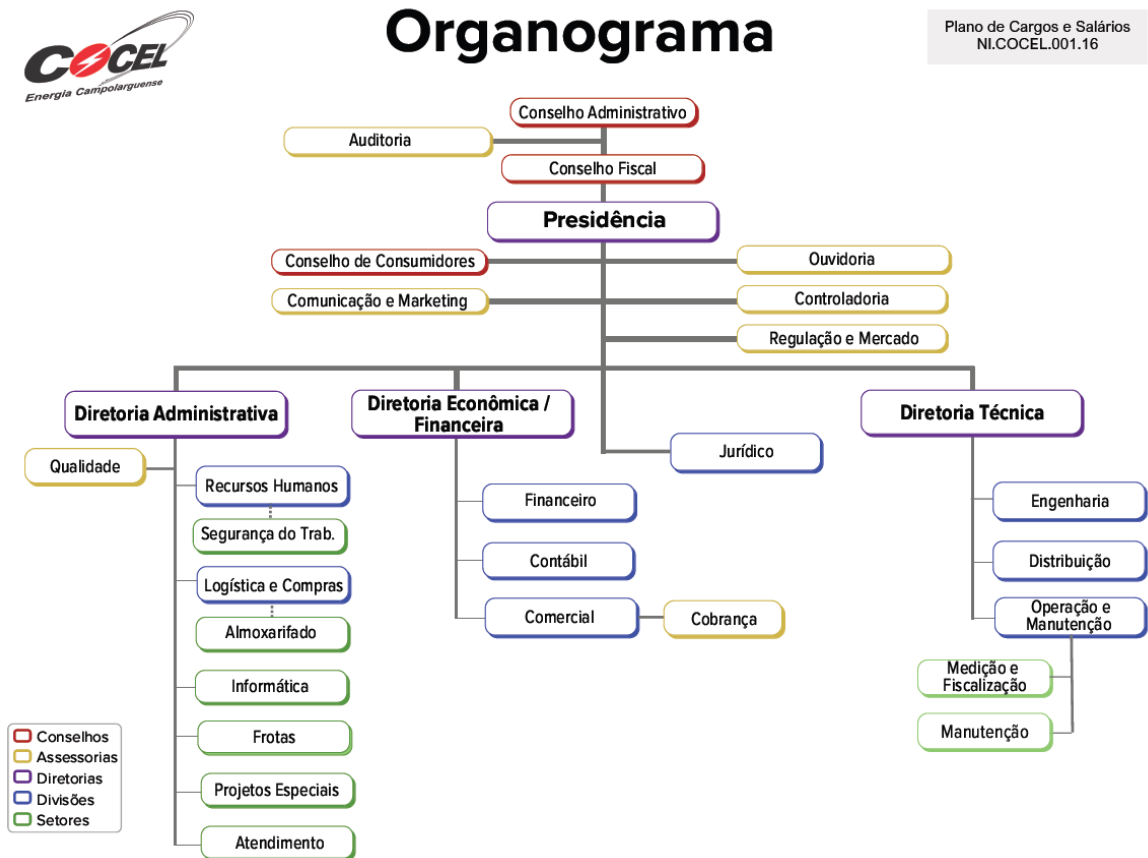 COCEL
Energia Campolarguense
Organograma
Plano de Cargos e Salários
NI.COCEL.001.16
Conselho Administrativo
Auditoria
Conselho Fiscal
Presidência
Conselho de Consumidores
Ouvidoria
Comunicação e Marketing
Controladoria
Regulação e Mercado
Diretoria Administrativa
Diretoria Econômica /
Financeira
Diretoria Técnica
Qualidade
Jurídico
Recursos Humanos
Segurança do Trab.
Logística e Compras
Almoxarifado
Informática
Frotas
Projetos Especiais
Atendimento
Financeiro
Contábil
Comercial
Cobrança
Engenharia
Distribuição
Operação e
Manutenção
Medição e
Fiscalização
Manutenção
Conselhos
Assessorias
Diretorias
Divisões
Setores